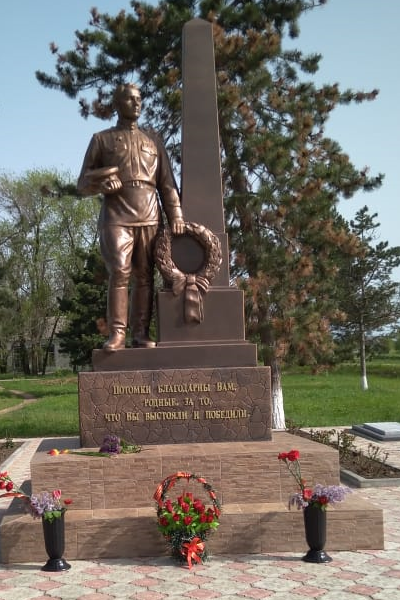 Потомки благодарны Вам,
родные, за то,
что Вы выстояли и победили.